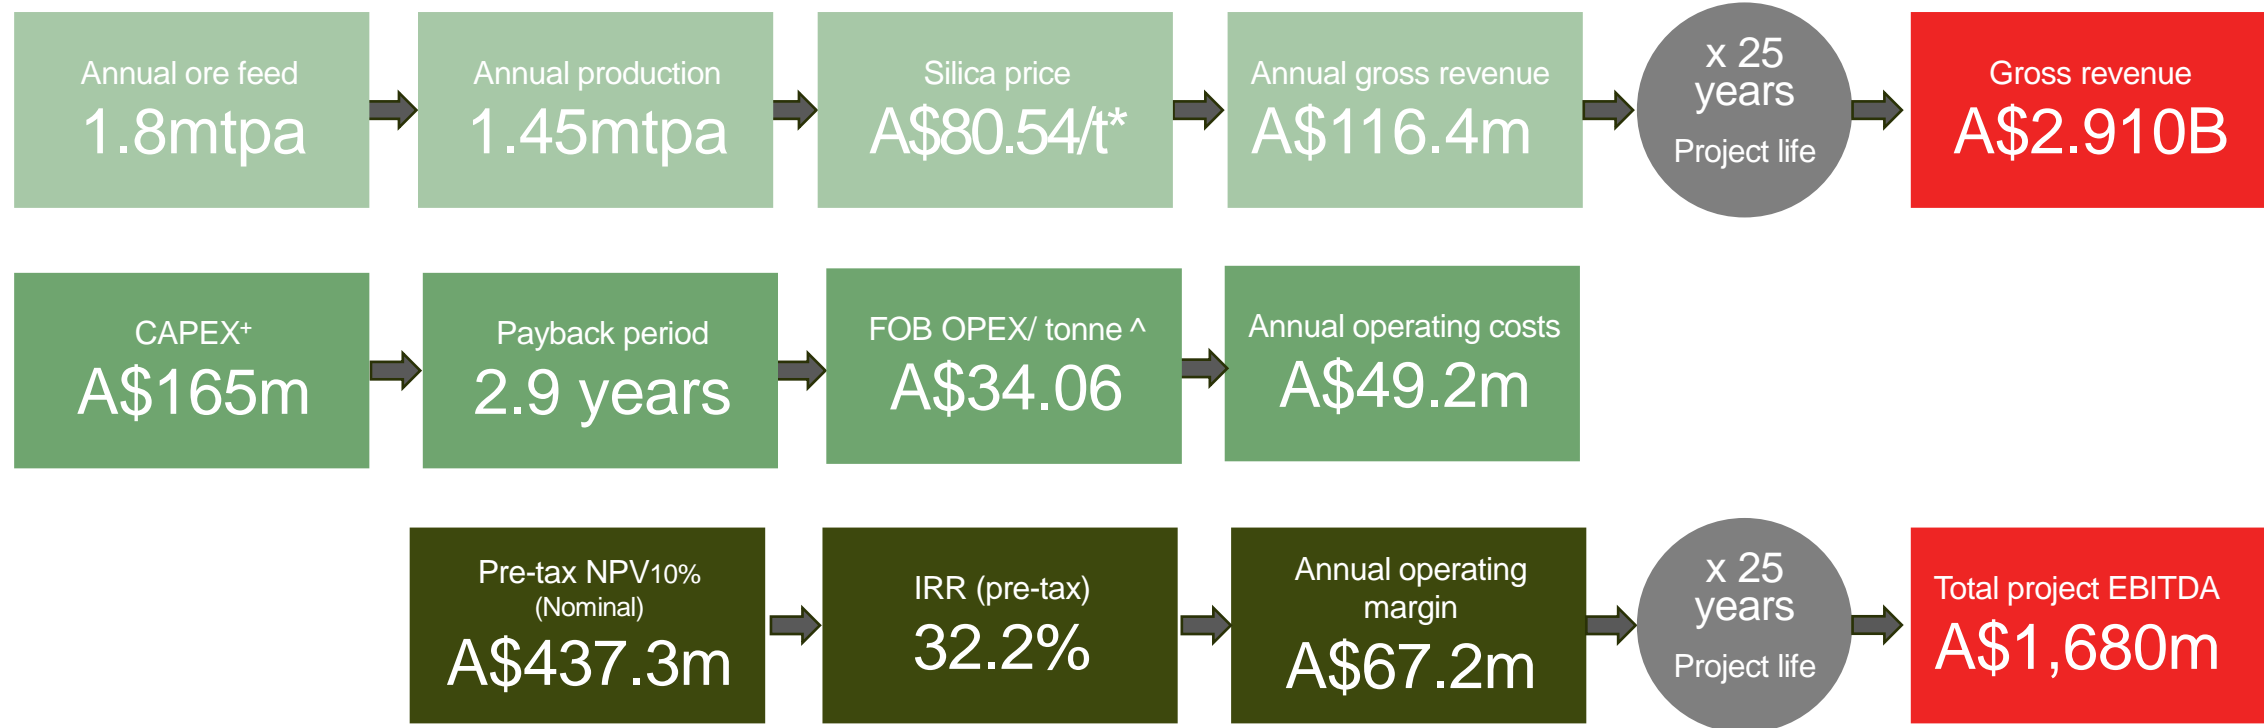 Annual ore feed
1.8mtpa
Annual production
1.45mtpa
Silica price
A$80.54/t*
Annual gross revenue
A$116.4m
x 25
years
Project life
Gross revenue
A$2.910B
CAPEX+
A$165m
Payback period
2.9 years
FOB OPEX/ tonne ^
A$34.06
Annual operating costs
A$49.2m
Pre-tax NPV10%
(Nominal)
A$437.3m
IRR (pre-tax)
32.2%
Annual operating
margin
A$67.2m
x 25
years
Project life
Total project EBITDA
A$1,680m